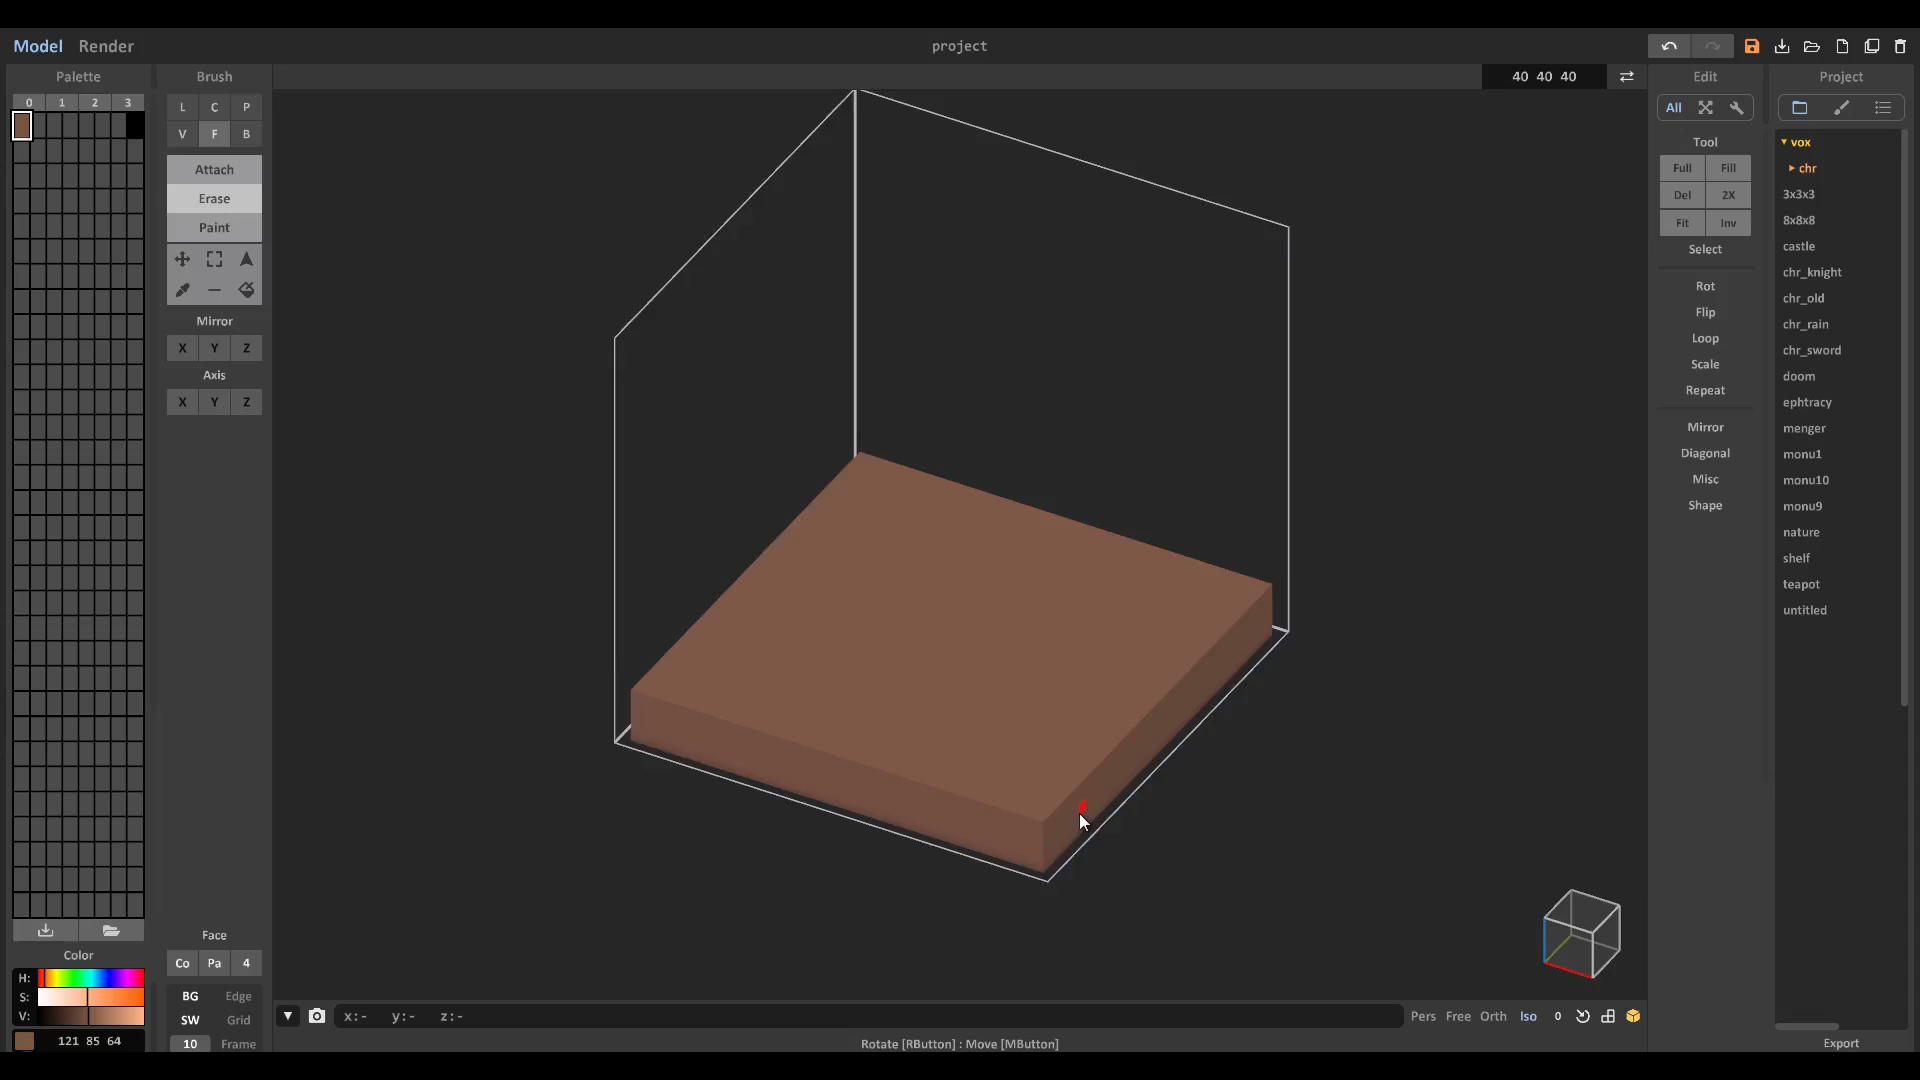 Model Render project
Palette Brush 40 40 40 Edit Project
0 1 2 3
L C P
V F B
Attach
Erase
Paint
Mirror
X Y Z
Axis
X Y Z
Face
Co Pa 4
BG Edge
SW Grid
10 Frame
Color
H:
S:
V:
121 85 64
x:- y:- z:-
Pers Free Orth Iso 0
Rotate [RButton] : Move [MButton]
All
Tool
Full Fill
Del 2X
Fit Inv
Select
Rot
Flip
Loop
Scale
Repeat
Mirror
Diagonal
Misc
Shape
vox
chr
3x3x3
8x8x8
castle
chr_knight
chr_old
chr_rain
chr_sword
doom
ephtracy
menger
monu1
monu10
monu9
nature
shelf
teapot
untitled
Export